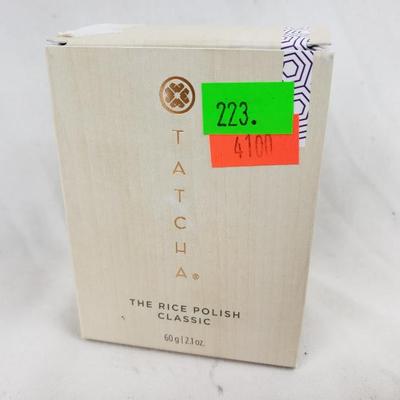 223.
4100
TATCHA®
THE RICE POLISH
CLASSIC
60 g | 2.1 oz.